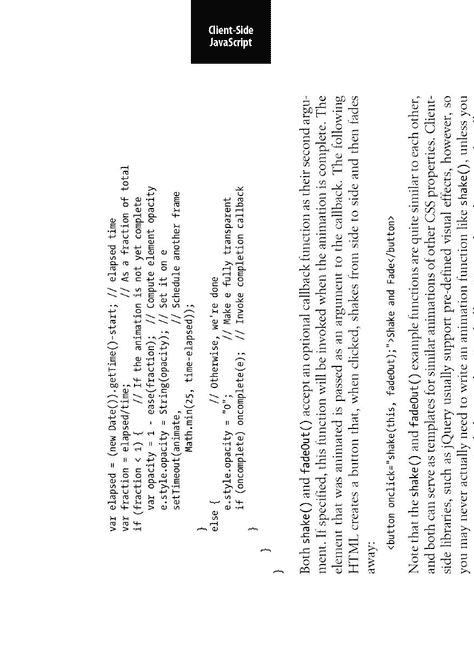 Client-Side
JavaScript
var elapsed = (new Date()).getTime()-start; // elapsed time
var fraction = elapsed/time; // As a fraction of total
if (fraction < 1) { // If the animation is not yet complete
var opacity = 1 - ease(fraction); // Compute element opacity
e.style.opacity = String(opacity); // Set it on e
setTimeout(animate, // Schedule another frame
Math.min(25, time-elapsed));
}
else { // Otherwise, we're done
e.style.opacity = "0"; // Make e fully transparent
if (oncomplete) oncomplete(e); // Invoke completion callback
}
}
}
Both shake() and fadeOut() accept an optional callback function as their second argu-
ment. If specified, this function will be invoked when the animation is complete. The
element that was animated is passed as an argument to the callback. The following
HTML creates a button that, when clicked, shakes from side to side and then fades
away:
<button onclick="shake(this, fadeOut);">Shake and Fade</button>
Note that the shake() and fadeOut() example functions are quite similar to each other,
and both can serve as templates for similar animations of other CSS properties. Client-
side libraries, such as jQuery usually support pre-defined visual effects, however, so
you may never actually need to write an animation function like shake(), unless you